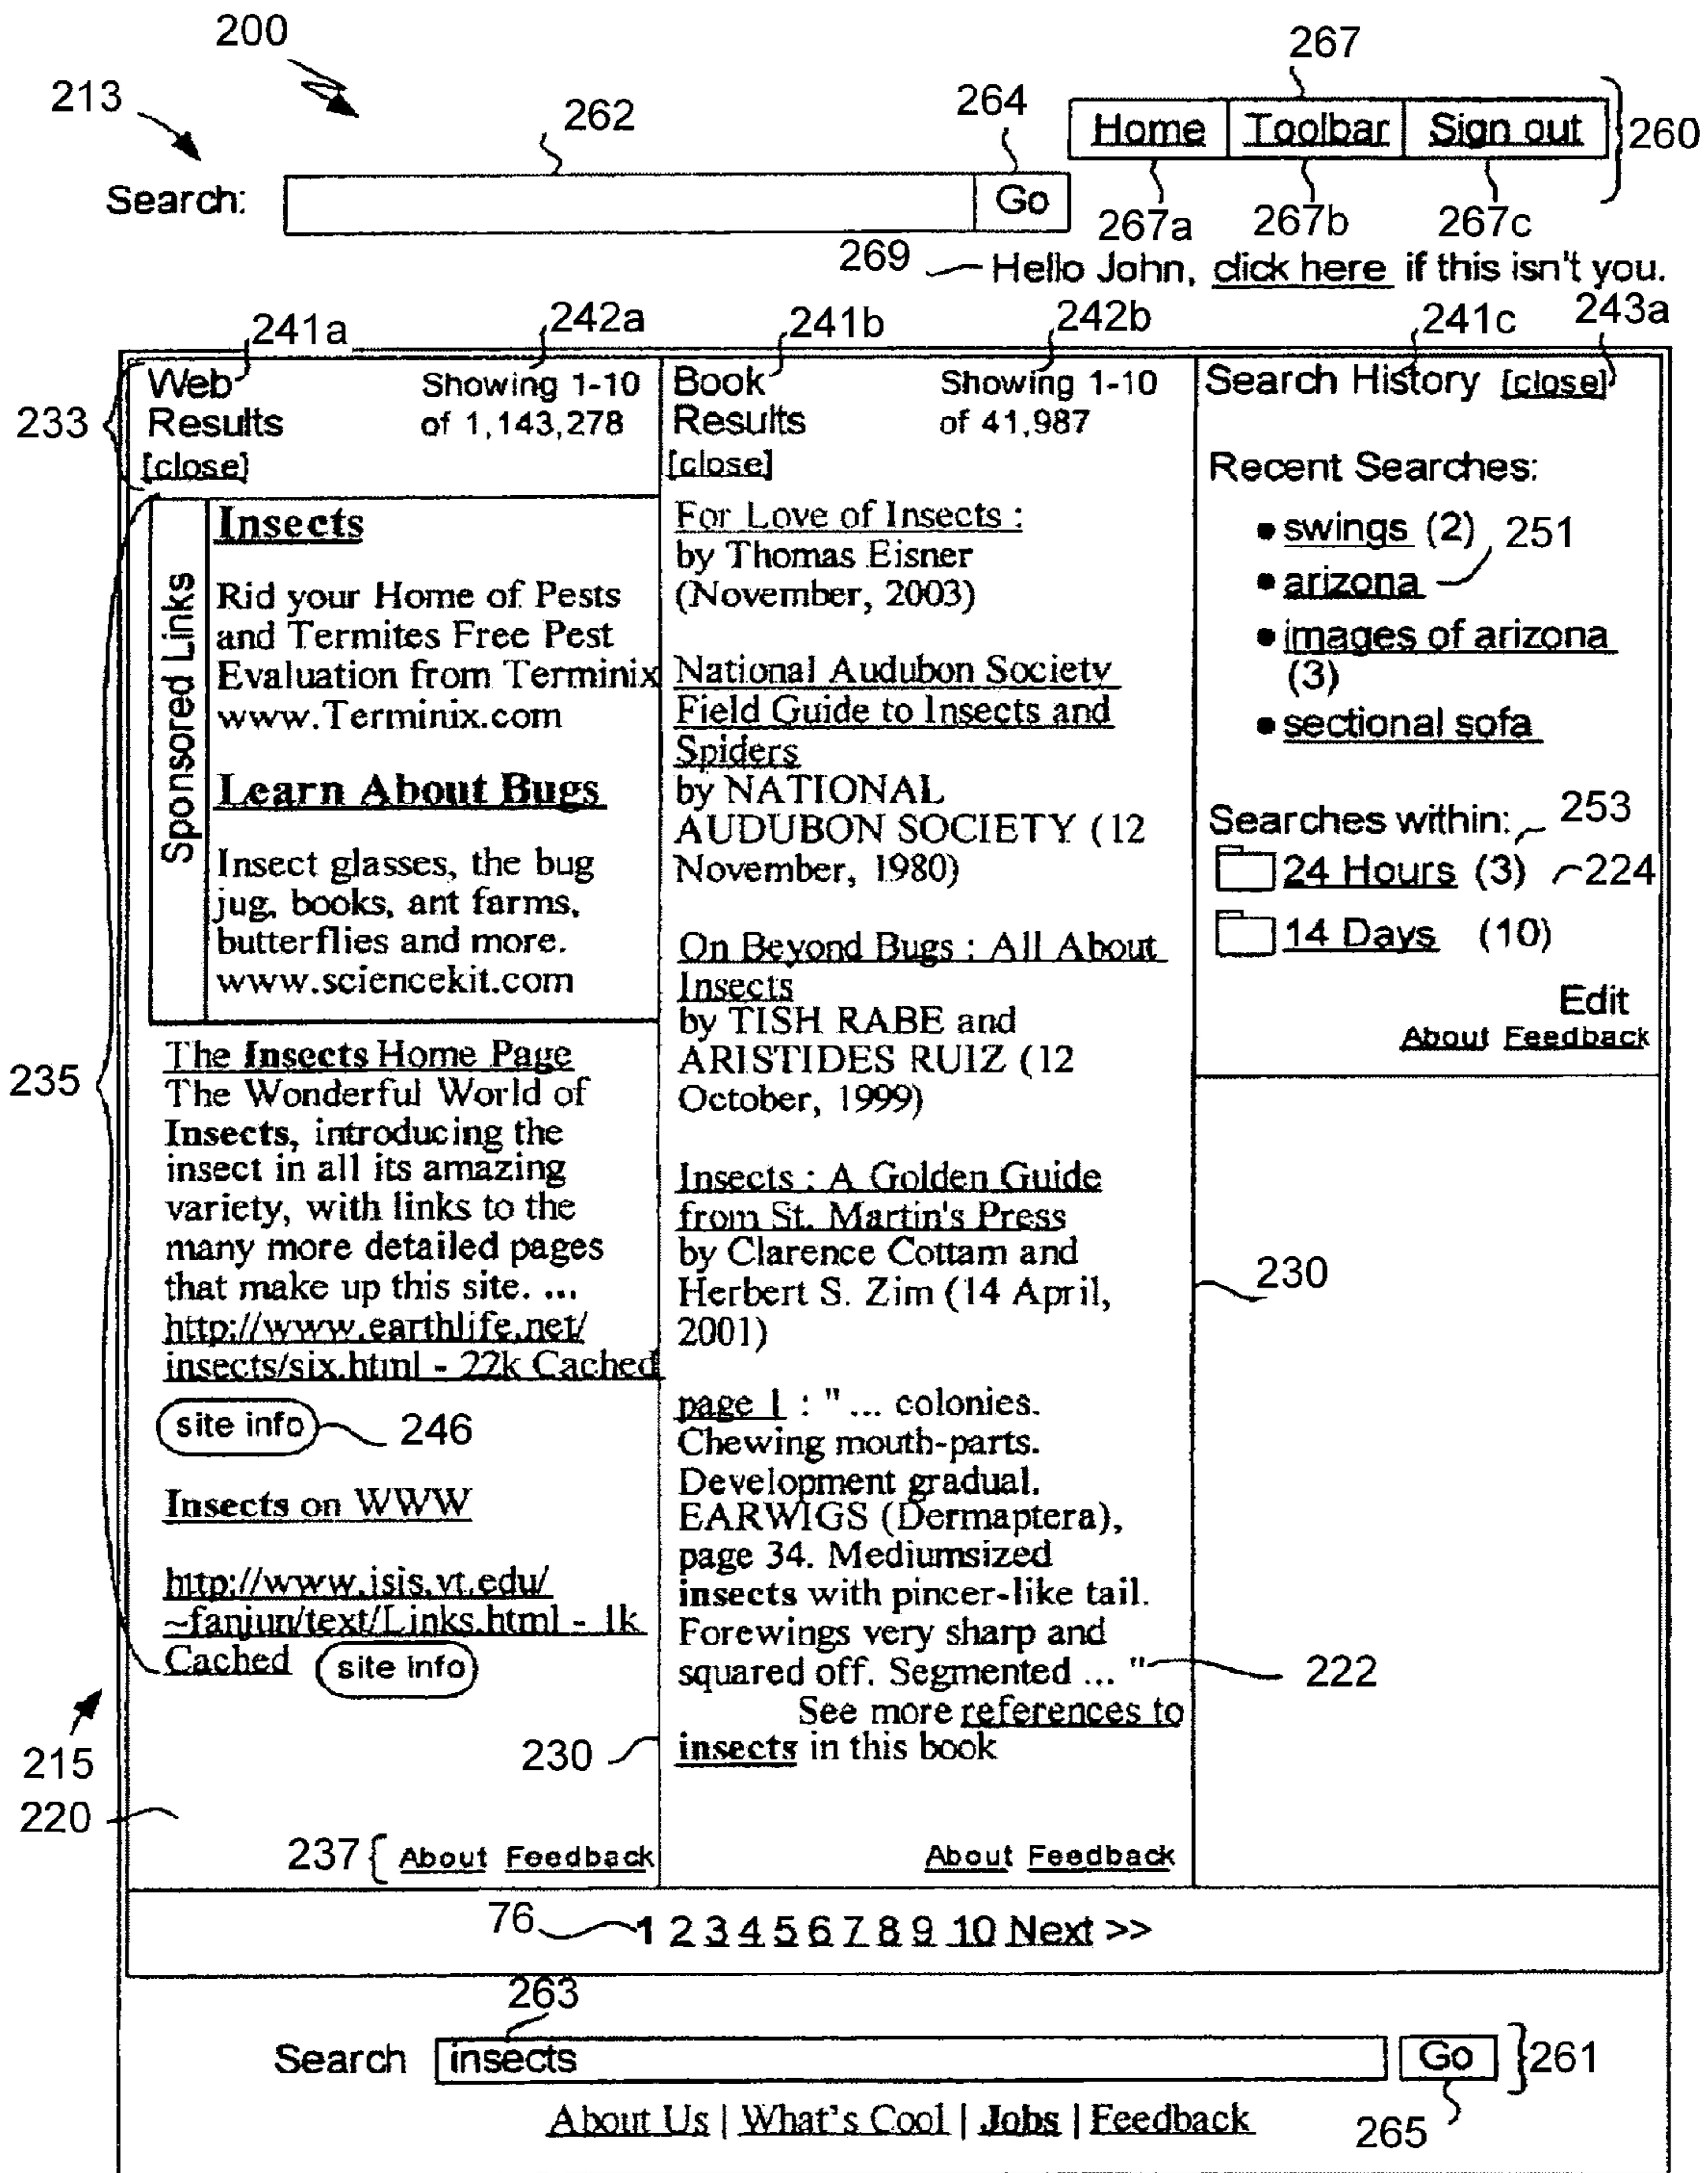 200
267
213
262
264
Home Toolbar Sign out
260
Search:
Go
267a
267b
267c
269
Hello John, click here if this isn't you.
241a
242a
241b
242b
241c
243a
233
Web
Results
[close]
Showing 1-10
of 1,143,278
Sponsored Links
Insects
Rid your Home of Pests
and Termites Free Pest
Evaluation from Terminix
www.Terminix.com
Learn About Bugs
Insect glasses, the bug
jug, books, ant farms,
butterflies and more.
www.sciencekit.com
235
The Insects Home Page
The Wonderful World of
Insects, introducing the
insect in all its amazing
variety, with links to the
many more detailed pages
that make up this site. ...
http://www.earthlife.net/
insects/six.html - 22k Cached
site info
246
Insects on WWW
http://www.isis.vt.edu/
~fanjun/text/Links.html - 1k
Cached
site info
215
220
230
237
About Feedback
Book
Results
[close]
Showing 1-10
of 41,987
For Love of Insects :
by Thomas Eisner
(November, 2003)
National Audubon Society
Field Guide to Insects and
Spiders
by NATIONAL
AUDUBON SOCIETY (12
November, 1980)
On Beyond Bugs : All About
Insects
by TISH RABE and
ARISTIDES RUIZ (12
October, 1999)
Insects : A Golden Guide
from St. Martin's Press
by Clarence Cottam and
Herbert S. Zim (14 April,
2001)
page 1 : " ... colonies.
Chewing mouth-parts.
Development gradual.
EARWIGS (Dermaptera),
page 34. Mediumsized
insects with pincer-like tail.
Forewings very sharp and
squared off. Segmented ... "
222
See more references to
insects in this book
About Feedback
Search History [close]
Recent Searches:
• swings (2)
251
• arizona
• images of arizona
(3)
• sectional sofa
Searches within:
253
24 Hours (3)
224
14 Days (10)
Edit
About Feedback
230
76
1 2 3 4 5 6 7 8 9 10 Next >>
263
Search
insects
Go
261
About Us | What's Cool | Jobs | Feedback
265